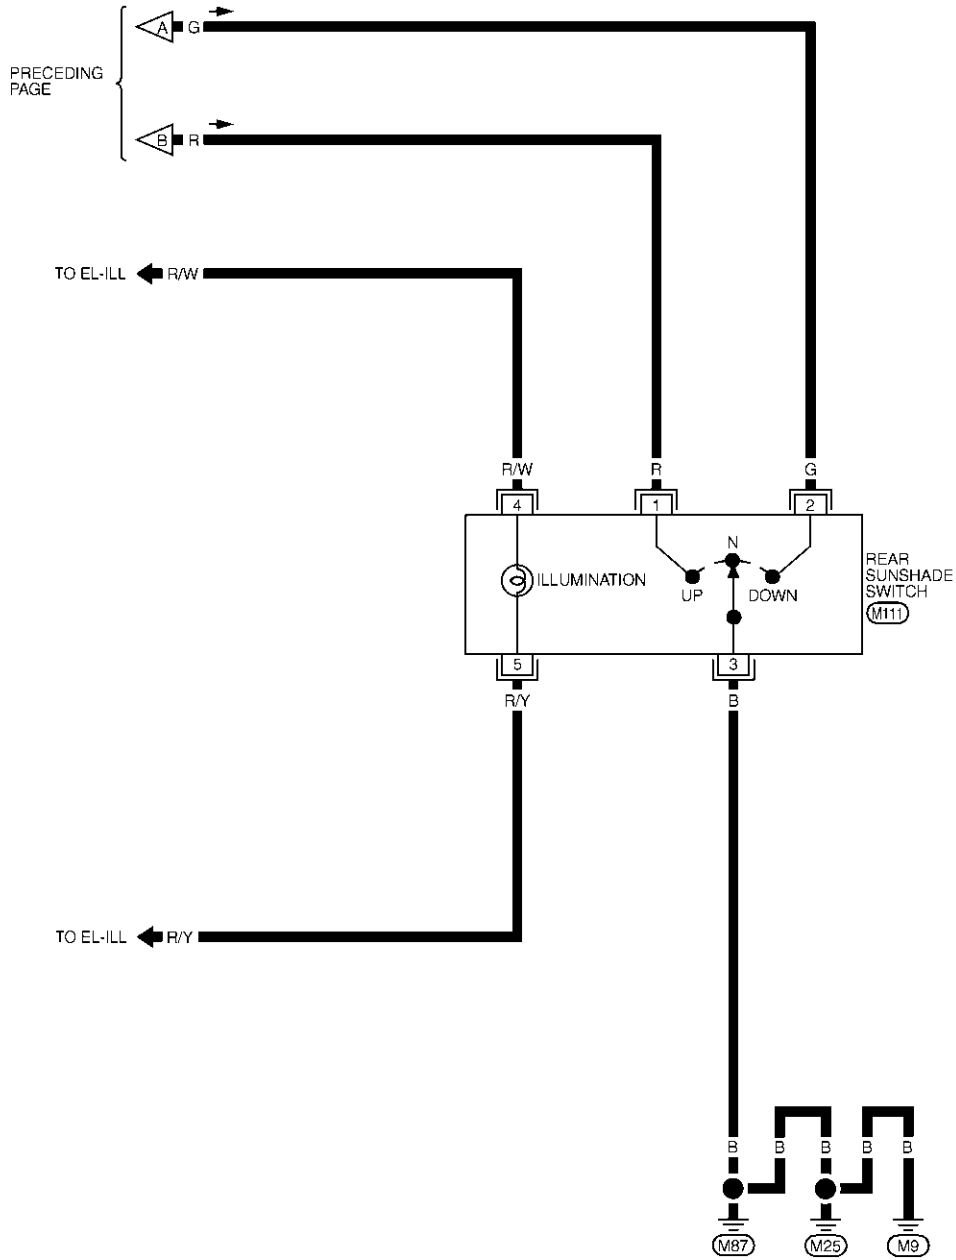 A G
PRECEDING
PAGE
B R
TO EL-ILL R/W
R/W R G
4 1 2
N
ILLUMINATION
UP DOWN
REAR
SUNSHADE
SWITCH
M111
5 3
R/Y B
TO EL-ILL R/Y
B B B B B
M87 M25 M9